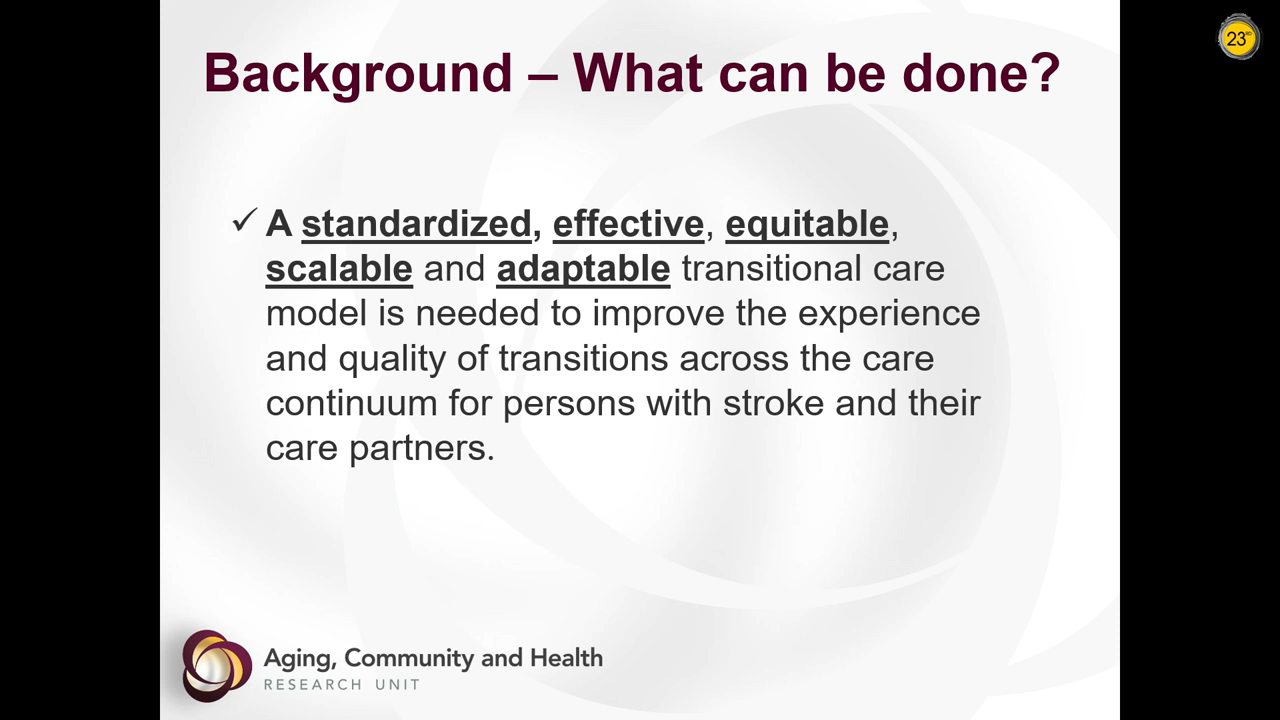 23RD
Background – What can be done?
✓ A standardized, effective, equitable,
scalable and adaptable transitional care
model is needed to improve the experience
and quality of transitions across the care
continuum for persons with stroke and their
care partners.
Aging, Community and Health
RESEARCH UNIT